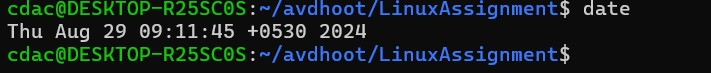 cdac@DESKTOP-R25SC0S:~/avdhoot/LinuxAssignment$ date
Thu Aug 29 09:11:45 +0530 2024
cdac@DESKTOP-R25SC0S:~/avdhoot/LinuxAssignment$